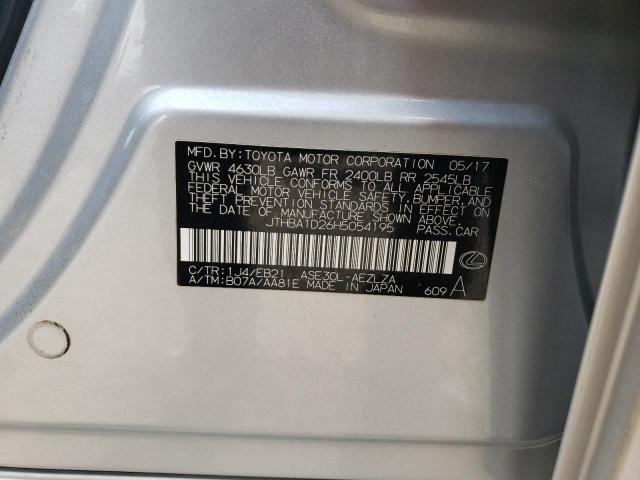 MFD. BY: TOYOTA MOTOR CORPORATION 05/17
GVWR 4630LB GAWR FR 2400LB RR 2545LB
THIS VEHICLE CONFORMS TO ALL APPLICABLE
FEDERAL MOTOR VEHICLE SAFETY, BUMPER, AND
THEFT PREVENTION STANDARDS IN EFFECT ON
THE DATE OF MANUFACTURE SHOWN ABOVE.
JTHBA1D26H5054195 PASS.CAR
C/TR:1J4/EB21 ASE30L-AEZLZA
A/TM:B07A/AA81E MADE IN JAPAN 609 A